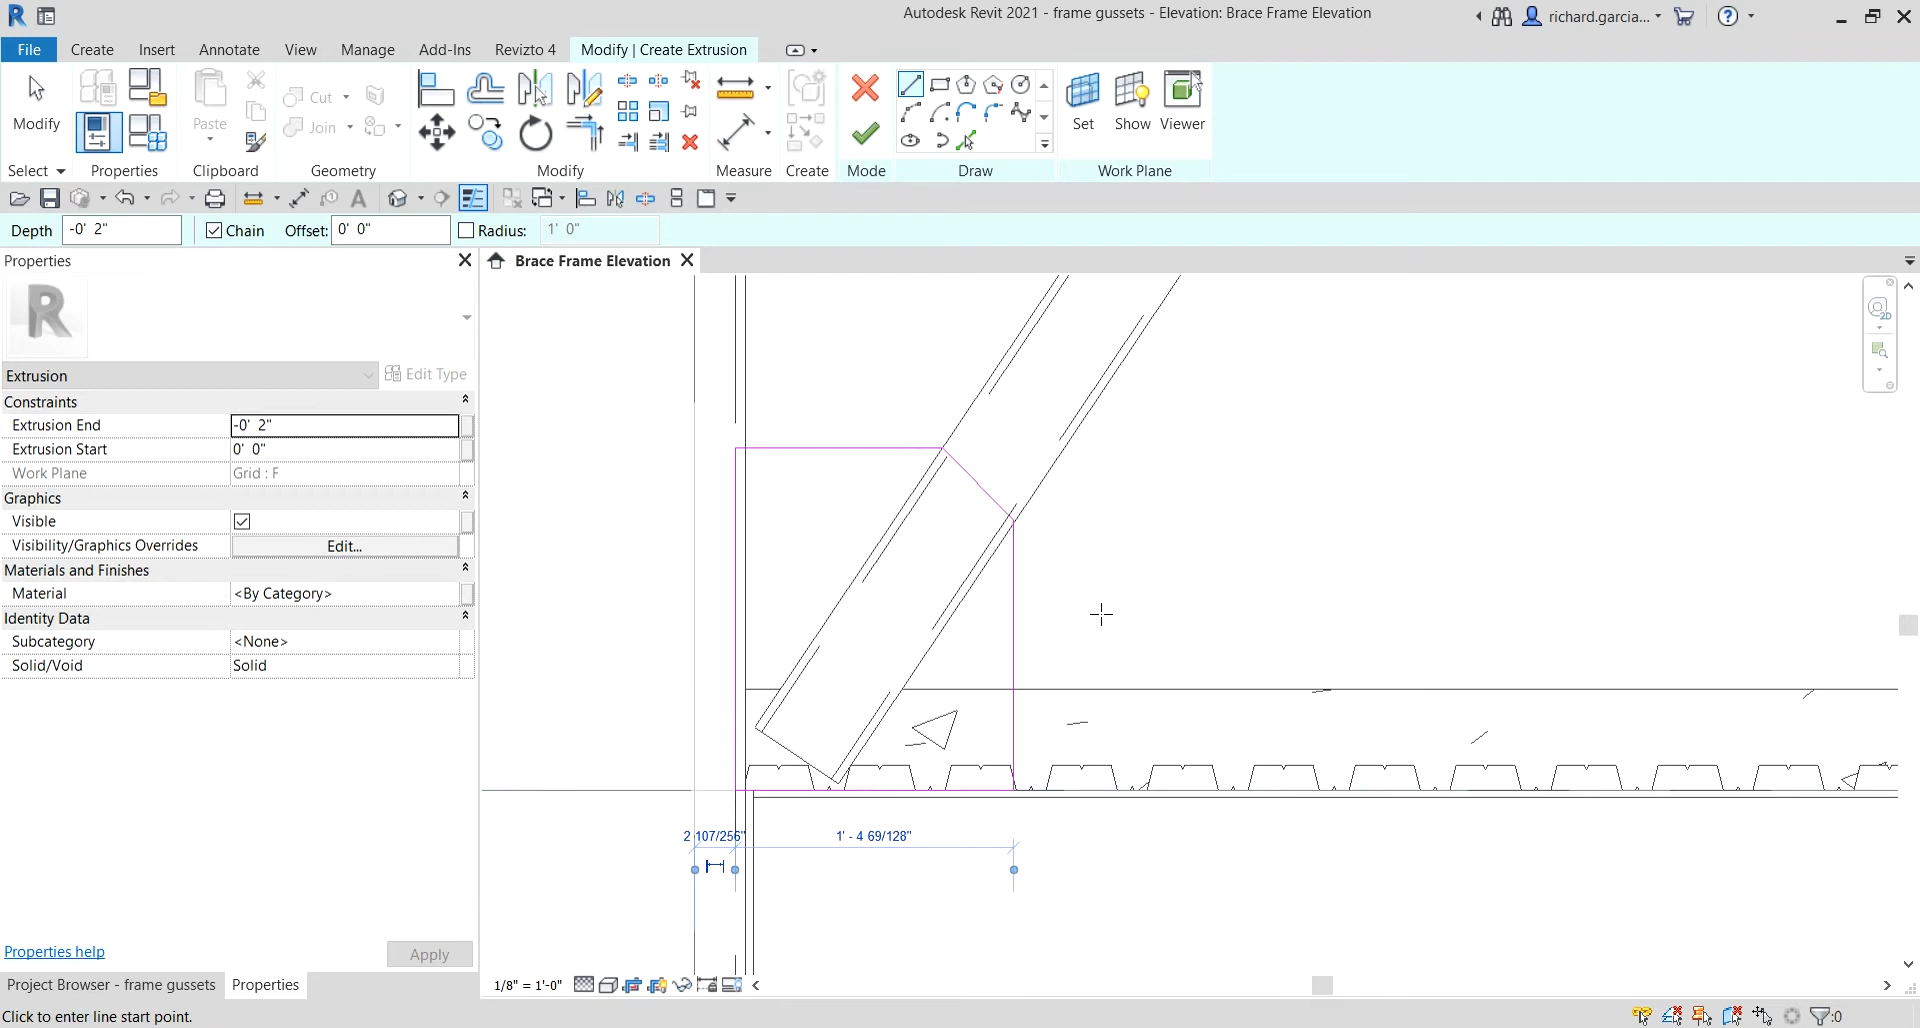 Autodesk Revit 2021 - frame gussets - Elevation: Brace Frame Elevation
richard.garcia...
File Create Insert Annotate View Manage Add-Ins Revizto 4 Modify | Create Extrusion
Modify
Paste
Cut
Join
Set Show Viewer
Select Properties Clipboard Geometry Modify Measure Create Mode Draw Work Plane
Depth -0' 2" Chain Offset: 0' 0" Radius: 1' 0"
Properties
Brace Frame Elevation
Extrusion
Edit Type
Constraints
Extrusion End -0' 2"
Extrusion Start 0' 0"
Work Plane Grid : F
Graphics
Visible
Visibility/Graphics Overrides Edit...
Materials and Finishes
Material <By Category>
Identity Data
Subcategory <None>
Solid/Void Solid
2D
2 107/256" 1' - 4 69/128"
Properties help
Apply
Project Browser - frame gussets Properties
1/8" = 1'-0"
Click to enter line start point.
:0